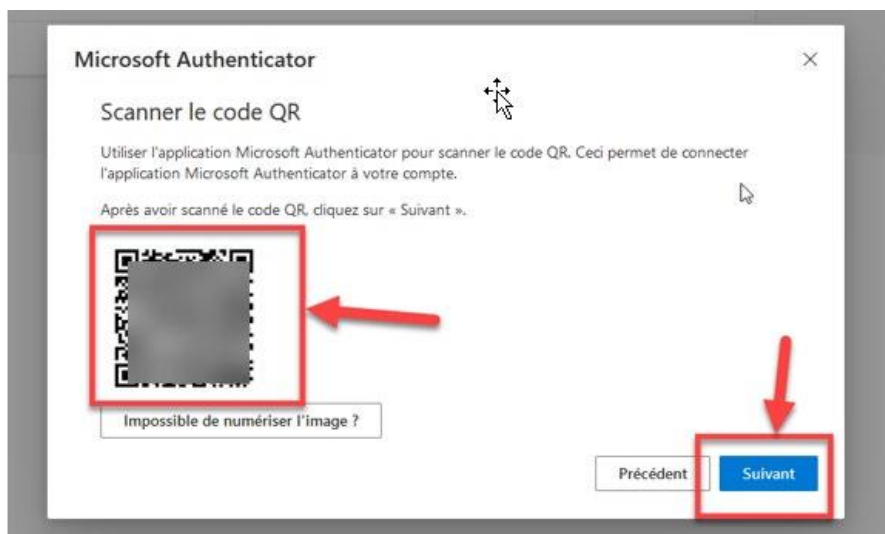 Microsoft Authenticator
Scanner le code QR
Utiliser l'application Microsoft Authenticator pour scanner le code QR. Ceci permet de connecter
l'application Microsoft Authenticator à votre compte.
Après avoir scanné le code QR, cliquez sur « Suivant ».
Impossible de numériser l'image ?
Précédent
Suivant